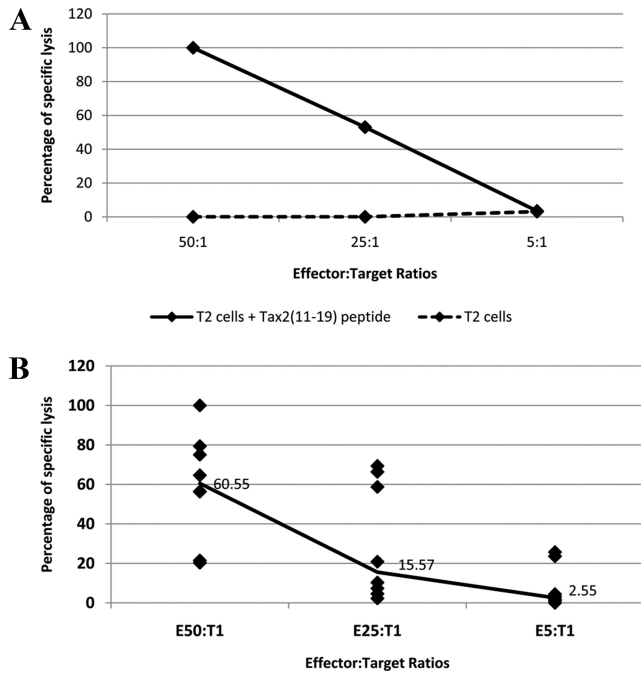 A
120
100
80
60
40
20
0
Percentage of specific lysis
50:1 25:1 5:1
Effector:Target Ratios
T2 cells + Tax2(11-19) peptide T2 cells
B
120
100
80
60
40
20
0
Percentage of specific lysis
60.55
15.57
2.55
E50:T1 E25:T1 E5:T1
Effector:Target Ratios